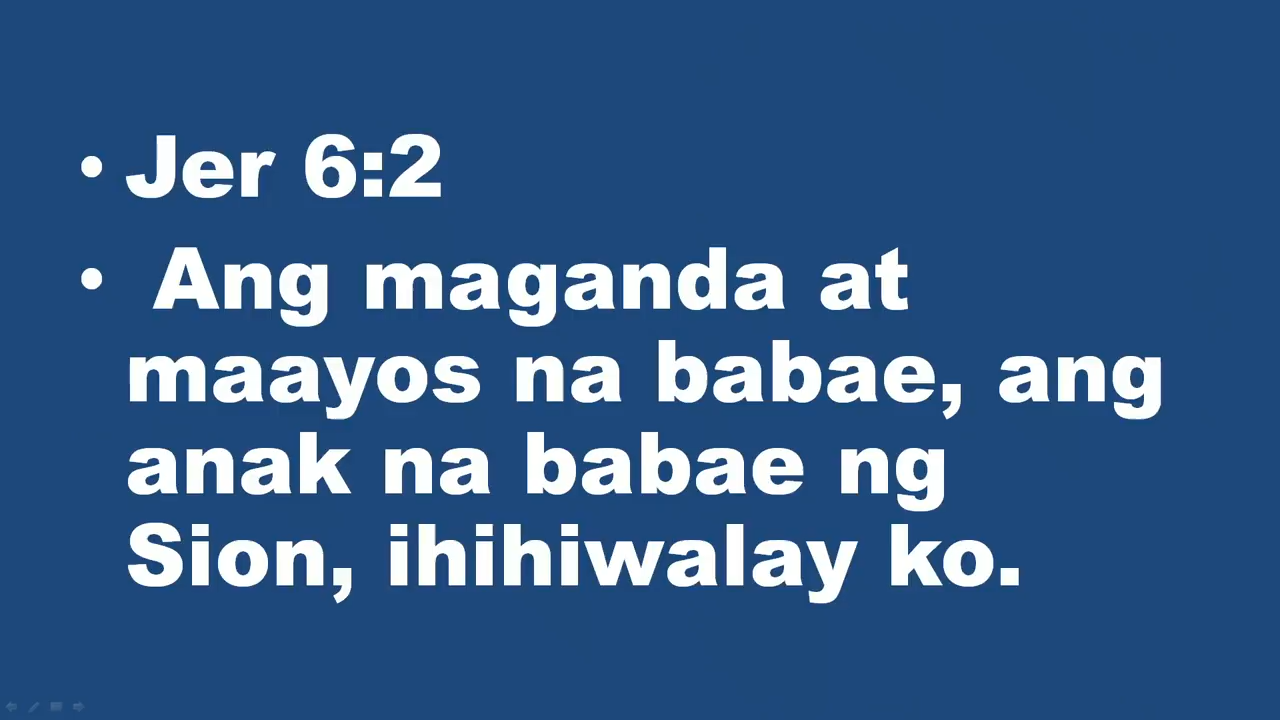 • Jer 6:2
• Ang maganda at
maayos na babae, ang
anak na babae ng
Sion, ihihiwalay ko.